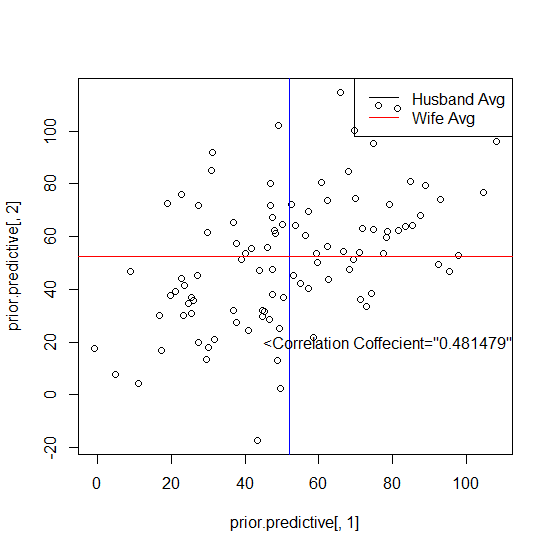 Husband Avg
Wife Avg
100
80
60
40
20
0
-20
prior.predictive[, 2]
<Correlation Coffecient="0.481479"
0 20 40 60 80 100
prior.predictive[, 1]